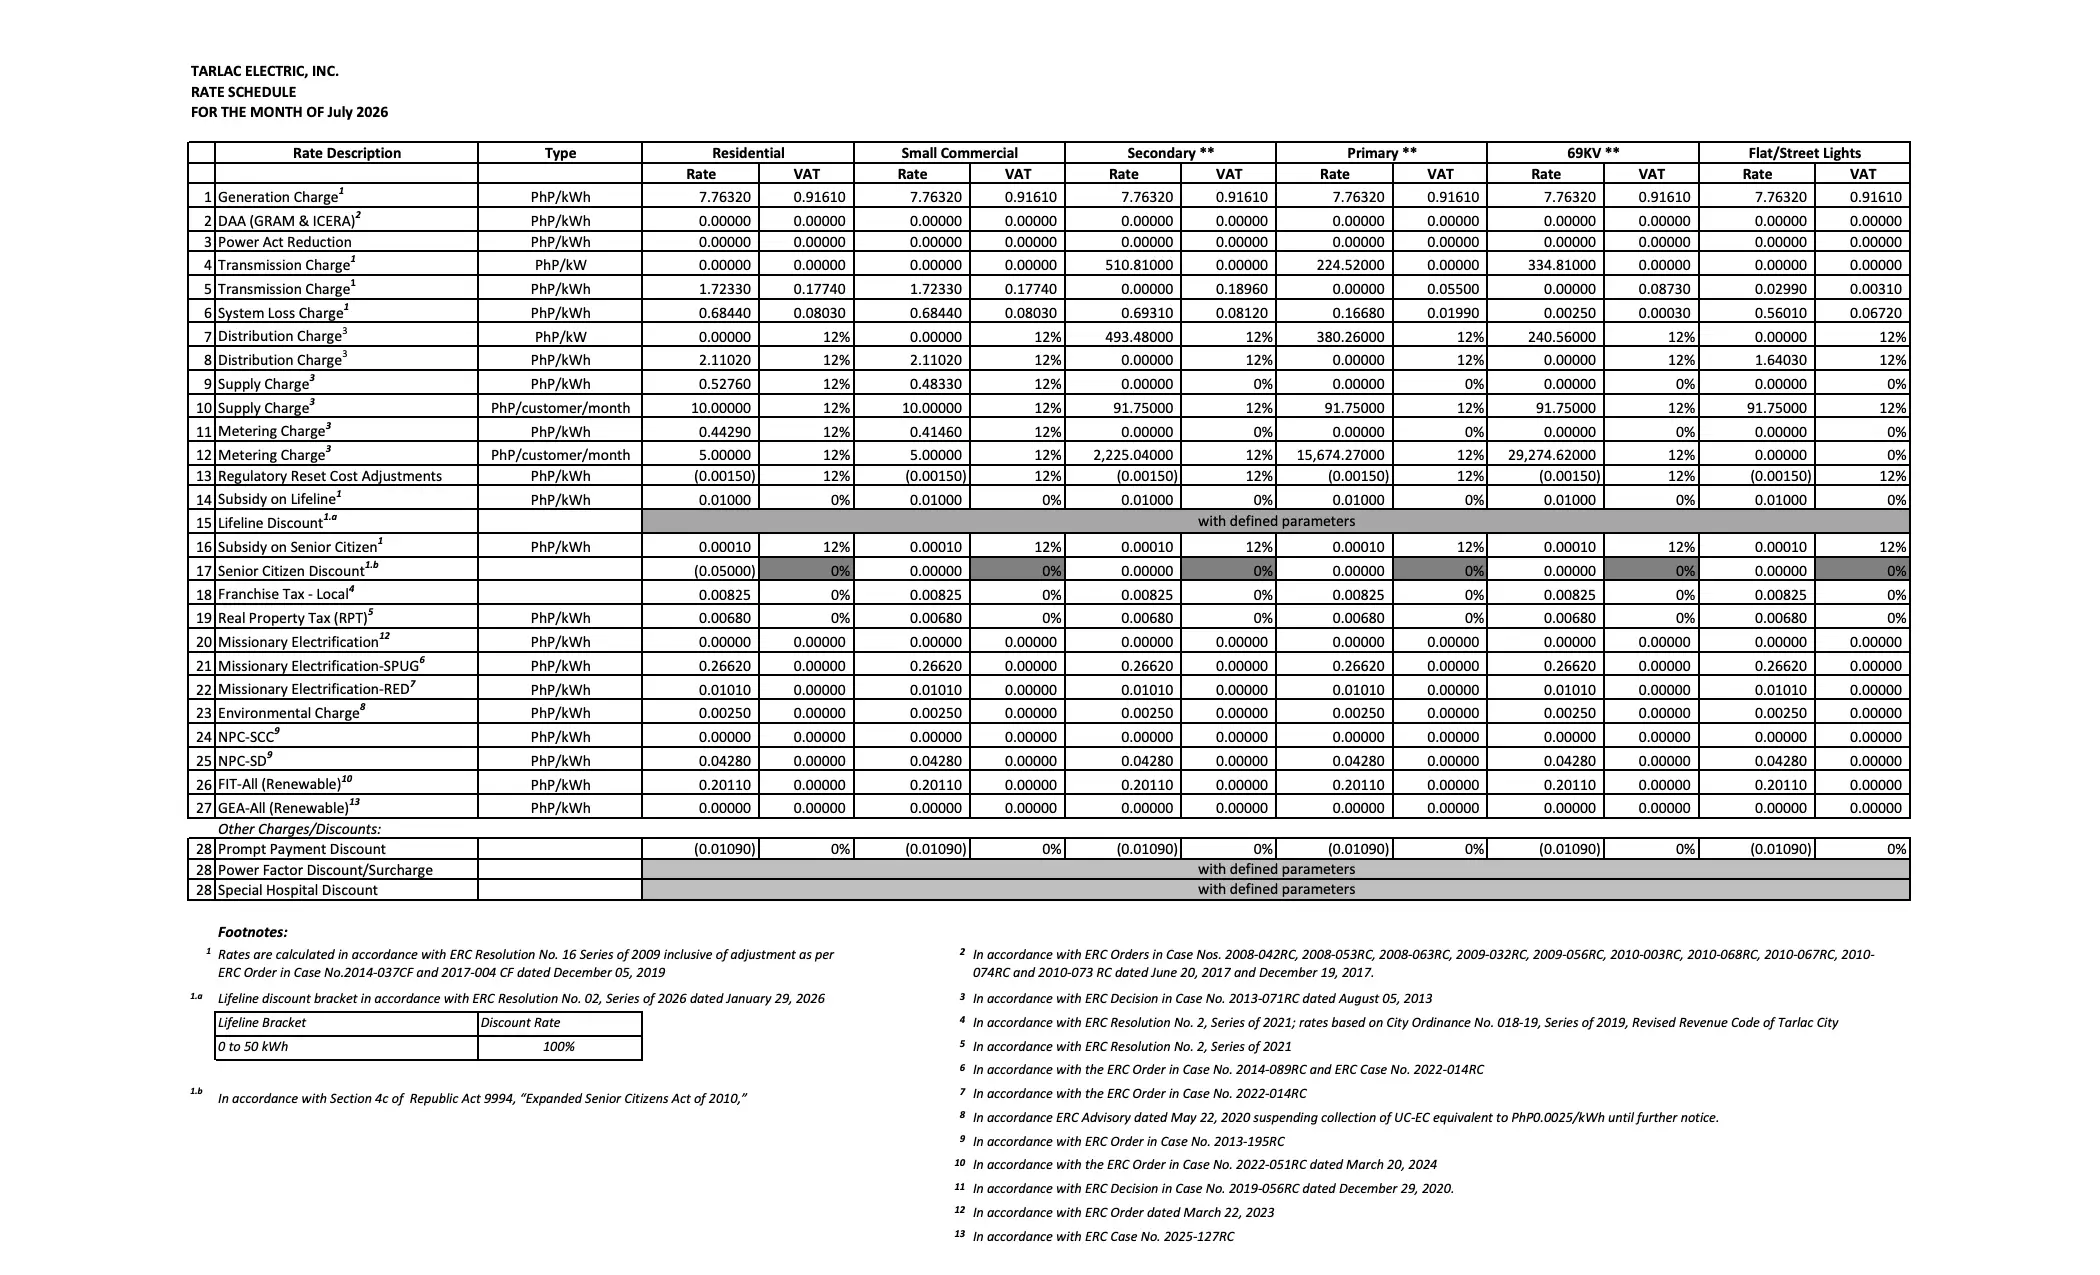 TARLAC ELECTRIC, INC.
RATE SCHEDULE
FOR THE MONTH OF July 2026
Rate Description Type Residential Small Commercial Secondary ** Primary ** 69KV ** Flat/Street Lights
Rate VAT Rate VAT Rate VAT Rate VAT Rate VAT Rate VAT
1 Generation Charge1 PhP/kWh 7.76320 0.91610 7.76320 0.91610 7.76320 0.91610 7.76320 0.91610 7.76320 0.91610 7.76320 0.91610
2 DAA (GRAM & ICERA)2 PhP/kWh 0.00000 0.00000 0.00000 0.00000 0.00000 0.00000 0.00000 0.00000 0.00000 0.00000 0.00000 0.00000
3 Power Act Reduction PhP/kWh 0.00000 0.00000 0.00000 0.00000 0.00000 0.00000 0.00000 0.00000 0.00000 0.00000 0.00000 0.00000
4 Transmission Charge1 PhP/kW 0.00000 0.00000 0.00000 0.00000 510.81000 0.00000 224.52000 0.00000 334.81000 0.00000 0.00000 0.00000
5 Transmission Charge1 PhP/kWh 1.72330 0.17740 1.72330 0.17740 0.00000 0.18960 0.00000 0.05500 0.00000 0.08730 0.02990 0.00310
6 System Loss Charge1 PhP/kWh 0.68440 0.08030 0.68440 0.08030 0.69310 0.08120 0.16680 0.01990 0.00250 0.00030 0.56010 0.06720
7 Distribution Charge3 PhP/kW 0.00000 12% 0.00000 12% 493.48000 12% 380.26000 12% 240.56000 12% 0.00000 12%
8 Distribution Charge3 PhP/kWh 2.11020 12% 2.11020 12% 0.00000 12% 0.00000 12% 0.00000 12% 1.64030 12%
9 Supply Charge3 PhP/kWh 0.52760 12% 0.48330 12% 0.00000 0% 0.00000 0% 0.00000 0% 0.00000 0%
10 Supply Charge3 PhP/customer/month 10.00000 12% 10.00000 12% 91.75000 12% 91.75000 12% 91.75000 12% 91.75000 12%
11 Metering Charge3 PhP/kWh 0.44290 12% 0.41460 12% 0.00000 0% 0.00000 0% 0.00000 0% 0.00000 0%
12 Metering Charge3 PhP/customer/month 5.00000 12% 5.00000 12% 2,225.04000 12% 15,674.27000 12% 29,274.62000 12% 0.00000 0%
13 Regulatory Reset Cost Adjustments PhP/kWh (0.00150) 12% (0.00150) 12% (0.00150) 12% (0.00150) 12% (0.00150) 12% (0.00150) 12%
14 Subsidy on Lifeline1 PhP/kWh 0.01000 0% 0.01000 0% 0.01000 0% 0.01000 0% 0.01000 0% 0.01000 0%
15 Lifeline Discount1.a with defined parameters
16 Subsidy on Senior Citizen1 PhP/kWh 0.00010 12% 0.00010 12% 0.00010 12% 0.00010 12% 0.00010 12% 0.00010 12%
17 Senior Citizen Discount1.b (0.05000) 0% 0.00000 0% 0.00000 0% 0.00000 0% 0.00000 0% 0.00000 0%
18 Franchise Tax - Local4 0.00825 0% 0.00825 0% 0.00825 0% 0.00825 0% 0.00825 0% 0.00825 0%
19 Real Property Tax (RPT)5 PhP/kWh 0.00680 0% 0.00680 0% 0.00680 0% 0.00680 0% 0.00680 0% 0.00680 0%
20 Missionary Electrification12 PhP/kWh 0.00000 0.00000 0.00000 0.00000 0.00000 0.00000 0.00000 0.00000 0.00000 0.00000 0.00000 0.00000
21 Missionary Electrification-SPUG6 PhP/kWh 0.26620 0.00000 0.26620 0.00000 0.26620 0.00000 0.26620 0.00000 0.26620 0.00000 0.26620 0.00000
22 Missionary Electrification-RED7 PhP/kWh 0.01010 0.00000 0.01010 0.00000 0.01010 0.00000 0.01010 0.00000 0.01010 0.00000 0.01010 0.00000
23 Environmental Charge8 PhP/kWh 0.00250 0.00000 0.00250 0.00000 0.00250 0.00000 0.00250 0.00000 0.00250 0.00000 0.00250 0.00000
24 NPC-SCC9 PhP/kWh 0.00000 0.00000 0.00000 0.00000 0.00000 0.00000 0.00000 0.00000 0.00000 0.00000 0.00000 0.00000
25 NPC-SD9 PhP/kWh 0.04280 0.00000 0.04280 0.00000 0.04280 0.00000 0.04280 0.00000 0.04280 0.00000 0.04280 0.00000
26 FIT-All (Renewable)10 PhP/kWh 0.20110 0.00000 0.20110 0.00000 0.20110 0.00000 0.20110 0.00000 0.20110 0.00000 0.20110 0.00000
27 GEA-All (Renewable)13 PhP/kWh 0.00000 0.00000 0.00000 0.00000 0.00000 0.00000 0.00000 0.00000 0.00000 0.00000 0.00000 0.00000
Other Charges/Discounts:
28 Prompt Payment Discount (0.01090) 0% (0.01090) 0% (0.01090) 0% (0.01090) 0% (0.01090) 0% (0.01090) 0%
28 Power Factor Discount/Surcharge with defined parameters
28 Special Hospital Discount with defined parameters
Footnotes:
1 Rates are calculated in accordance with ERC Resolution No. 16 Series of 2009 inclusive of adjustment as per
ERC Order in Case No.2014-037CF and 2017-004 CF dated December 05, 2019
1.a Lifeline discount bracket in accordance with ERC Resolution No. 02, Series of 2026 dated January 29, 2026
Lifeline Bracket Discount Rate
0 to 50 kWh 100%
1.b In accordance with Section 4c of Republic Act 9994, “Expanded Senior Citizens Act of 2010,”
2 In accordance with ERC Orders in Case Nos. 2008-042RC, 2008-053RC, 2008-063RC, 2009-032RC, 2009-056RC, 2010-003RC, 2010-068RC, 2010-067RC, 2010-
074RC and 2010-073 RC dated June 20, 2017 and December 19, 2017.
3 In accordance with ERC Decision in Case No. 2013-071RC dated August 05, 2013
4 In accordance with ERC Resolution No. 2, Series of 2021; rates based on City Ordinance No. 018-19, Series of 2019, Revised Revenue Code of Tarlac City
5 In accordance with ERC Resolution No. 2, Series of 2021
6 In accordance with the ERC Order in Case No. 2014-089RC and ERC Case No. 2022-014RC
7 In accordance with the ERC Order in Case No. 2022-014RC
8 In accordance ERC Advisory dated May 22, 2020 suspending collection of UC-EC equivalent to PhP0.0025/kWh until further notice.
9 In accordance with ERC Order in Case No. 2013-195RC
10 In accordance with the ERC Order in Case No. 2022-051RC dated March 20, 2024
11 In accordance with ERC Decision in Case No. 2019-056RC dated December 29, 2020.
12 In accordance with ERC Order dated March 22, 2023
13 In accordance with ERC Case No. 2025-127RC